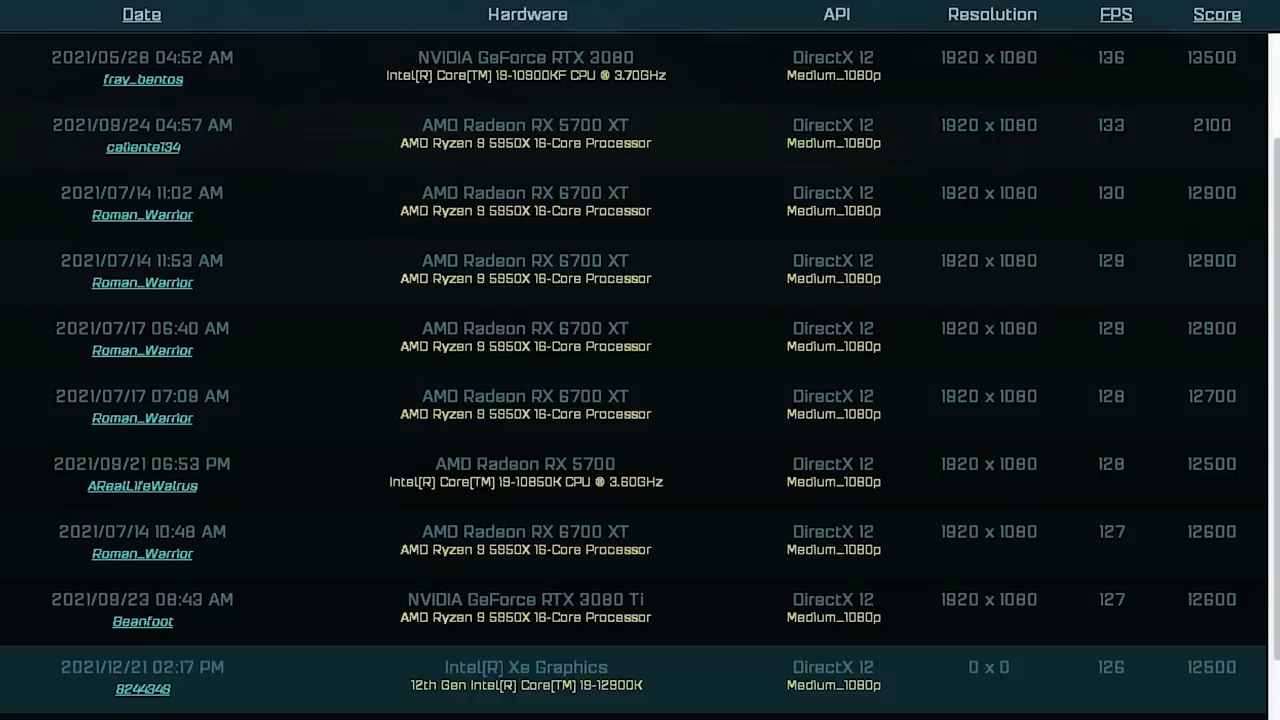 Date Hardware API Resolution FPS Score
2021/05/28 04:52 AM NVIDIA GeForce RTX 3080 DirectX 12 1920 x 1080 136 13500
fray_bentos Intel(R) Core(TM) i9-10900KF CPU @ 3.70GHz Medium_1080p
2021/09/24 04:57 AM AMD Radeon RX 5700 XT DirectX 12 1920 x 1080 133 2100
caliente134 AMD Ryzen 9 5950X 16-Core Processor Medium_1080p
2021/07/14 11:02 AM AMD Radeon RX 6700 XT DirectX 12 1920 x 1080 130 12900
Roman_Warrior AMD Ryzen 9 5950X 16-Core Processor Medium_1080p
2021/07/14 11:53 AM AMD Radeon RX 6700 XT DirectX 12 1920 x 1080 129 12900
Roman_Warrior AMD Ryzen 9 5950X 16-Core Processor Medium_1080p
2021/07/17 06:40 AM AMD Radeon RX 6700 XT DirectX 12 1920 x 1080 129 12900
Roman_Warrior AMD Ryzen 9 5950X 16-Core Processor Medium_1080p
2021/07/17 07:09 AM AMD Radeon RX 6700 XT DirectX 12 1920 x 1080 128 12700
Roman_Warrior AMD Ryzen 9 5950X 16-Core Processor Medium_1080p
2021/09/21 06:53 PM AMD Radeon RX 5700 DirectX 12 1920 x 1080 128 12500
ARealLifeWalrus Intel(R) Core(TM) i9-10850K CPU @ 3.60GHz Medium_1080p
2021/07/14 10:48 AM AMD Radeon RX 6700 XT DirectX 12 1920 x 1080 127 12600
Roman_Warrior AMD Ryzen 9 5950X 16-Core Processor Medium_1080p
2021/09/23 08:43 AM NVIDIA GeForce RTX 3080 Ti DirectX 12 1920 x 1080 127 12600
Beanfoot AMD Ryzen 9 5950X 16-Core Processor Medium_1080p
2021/12/21 02:17 PM Intel(R) Xe Graphics DirectX 12 0 x 0 126 12500
12th Gen Intel(R) Core(TM) i9-12900K Medium_1080p